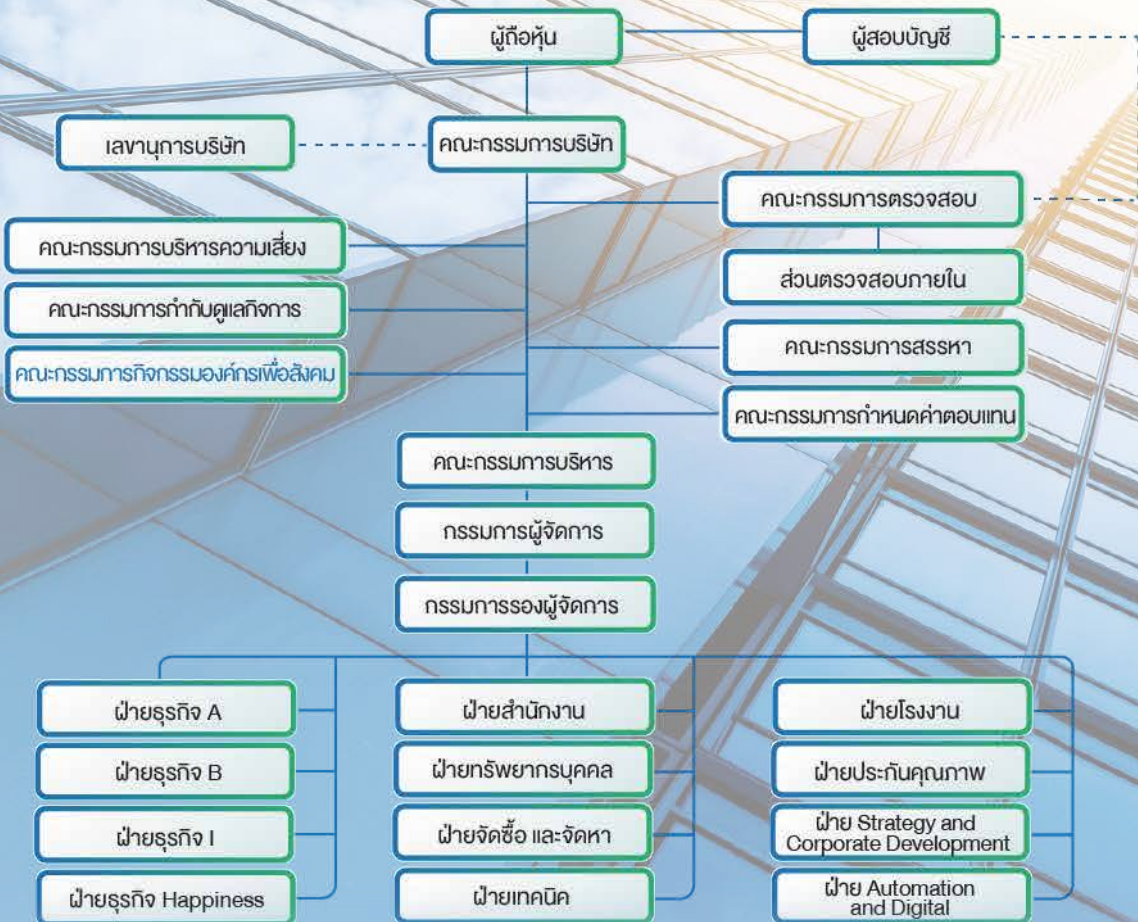 ผู้ถือหุ้น
ผู้สอบบัญชี
เลขานุการบริษัท
คณะกรรมการบริษัท
คณะกรรมการตรวจสอบ
คณะกรรมการบริหารความเสี่ยง
ส่วนตรวจสอบภายใน
คณะกรรมการกำกับดูแลกิจการ
คณะกรรมการสรรหา
คณะกรรมการกิจกรรมองค์กรเพื่อสังคม
คณะกรรมการกำหนดค่าตอบแทน
คณะกรรมการบริหาร
กรรมการผู้จัดการ
กรรมการรองผู้จัดการ
ฝ่ายธุรกิจ A
ฝ่ายธุรกิจ B
ฝ่ายธุรกิจ I
ฝ่ายธุรกิจ Happiness
ฝ่ายสำนักงาน
ฝ่ายทรัพยากรบุคคล
ฝ่ายจัดซื้อ และจัดหา
ฝ่ายเทคนิค
ฝ่ายโรงงาน
ฝ่ายประกันคุณภาพ
ฝ่าย Strategy and
Corporate Development
ฝ่าย Automation
and Digital